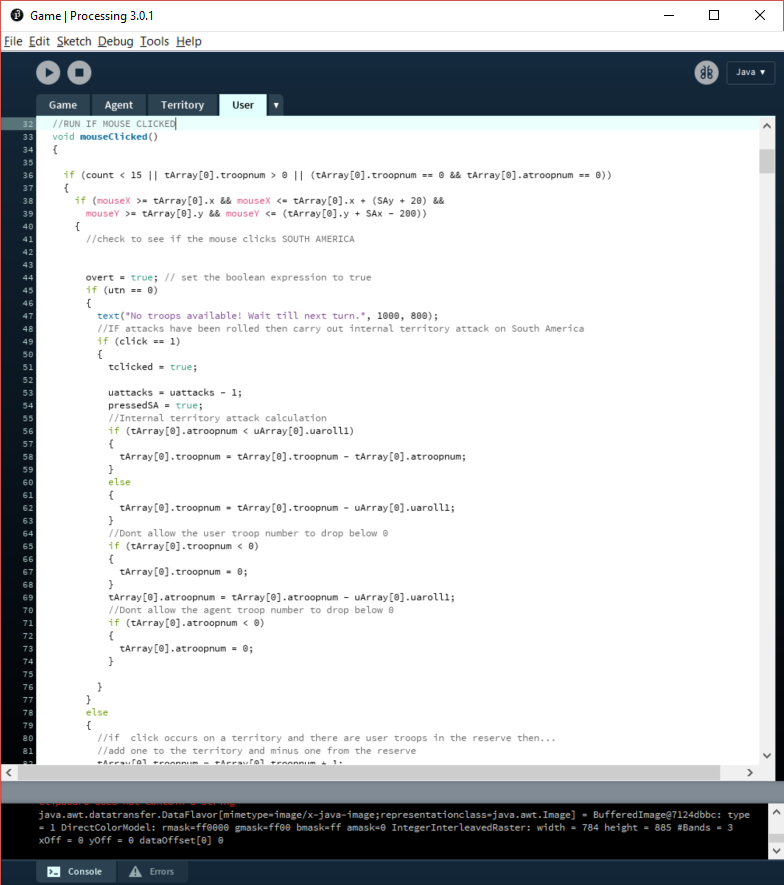 Game | Processing 3.0.1
File Edit Sketch Debug Tools Help
Java ▾
Game Agent Territory User ▾
32 //RUN IF MOUSE CLICKED
33 void mouseClicked()
34 {
35
36 if (count < 15 || tArray[0].troopnum > 0 || (tArray[0].troopnum == 0 && tArray[0].atroopnum == 0))
37 {
38 if (mouseX >= tArray[0].x && mouseX <= tArray[0].x + (SAy + 20) &&
39 mouseY >= tArray[0].y && mouseY <= (tArray[0].y + SAx - 200))
40 {
41 //check to see if the mouse clicks SOUTH AMERICA
42
43
44 overt = true; // set the boolean expression to true
45 if (utn == 0)
46 {
47 text("No troops available! Wait till next turn.", 1000, 800);
48 //IF attacks have been rolled then carry out internal territory attack on South America
49 if (click == 1)
50 {
51 tclicked = true;
52
53 uattacks = uattacks - 1;
54 pressedSA = true;
55 //Internal territory attack calculation
56 if (tArray[0].atroopnum < uArray[0].uaroll1)
57 {
58 tArray[0].troopnum = tArray[0].troopnum - tArray[0].atroopnum;
59 }
60 else
61 {
62 tArray[0].troopnum = tArray[0].troopnum - uArray[0].uaroll1;
63 }
64 //Dont allow the user troop number to drop below 0
65 if (tArray[0].troopnum < 0)
66 {
67 tArray[0].troopnum = 0;
68 }
69 tArray[0].atroopnum = tArray[0].atroopnum - uArray[0].uaroll1;
70 //Dont allow the agent troop number to drop below 0
71 if (tArray[0].atroopnum < 0)
72 {
73 tArray[0].atroopnum = 0;
74 }
75
76 }
77 }
78 else
79 {
80 //if click occurs on a territory and there are user troops in the reserve then...
81 //add one to the territory and minus one from the reserve
82 tArray[0].troopnum = tArray[0].troopnum + 1;
clipboard does not contain a string
java.awt.datatransfer.DataFlavor[mimetype=image/x-java-image;representationclass=java.awt.Image] = BufferedImage@7124dbbc: type
= 1 DirectColorModel: rmask=ff0000 gmask=ff00 bmask=ff amask=0 IntegerInterleavedRaster: width = 784 height = 885 #Bands = 3
xOff = 0 yOff = 0 dataOffset[0] 0
Console Errors